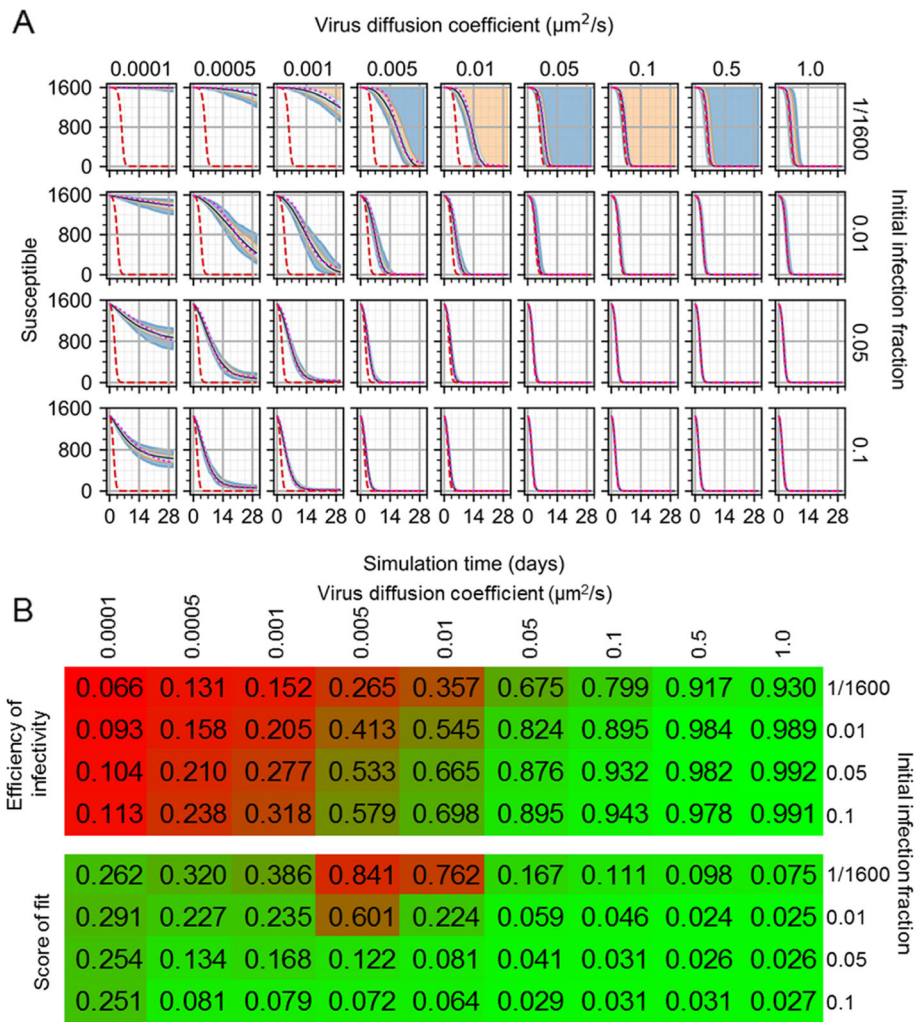 A
Virus diffusion coefficient (µm²/s)
0.0001 0.0005 0.001 0.005 0.01 0.05 0.1 0.5 1.0
1600
800
0
1/1600
1600
800
0
0.01
1600
800
0
0.05
1600
800
0
0.1
Susceptible
Initial infection fraction
0 14 28 0 14 28 0 14 28 0 14 28 0 14 28 0 14 28 0 14 28 0 14 28 0 14 28
Simulation time (days)
B
Virus diffusion coefficient (µm²/s)
0.0001 0.0005 0.001 0.005 0.01 0.05 0.1 0.5 1.0
Efficiency of
infectivity
0.066 0.131 0.152 0.265 0.357 0.675 0.799 0.917 0.930 1/1600
0.093 0.158 0.205 0.413 0.545 0.824 0.895 0.984 0.989 0.01
0.104 0.210 0.277 0.533 0.665 0.876 0.932 0.982 0.992 0.05
0.113 0.238 0.318 0.579 0.698 0.895 0.943 0.978 0.991 0.1
Initial infection fraction
Score of fit
0.262 0.320 0.386 0.841 0.762 0.167 0.111 0.098 0.075 1/1600
0.291 0.227 0.235 0.601 0.224 0.059 0.046 0.024 0.025 0.01
0.254 0.134 0.168 0.122 0.081 0.041 0.031 0.026 0.026 0.05
0.251 0.081 0.079 0.072 0.064 0.029 0.031 0.031 0.027 0.1